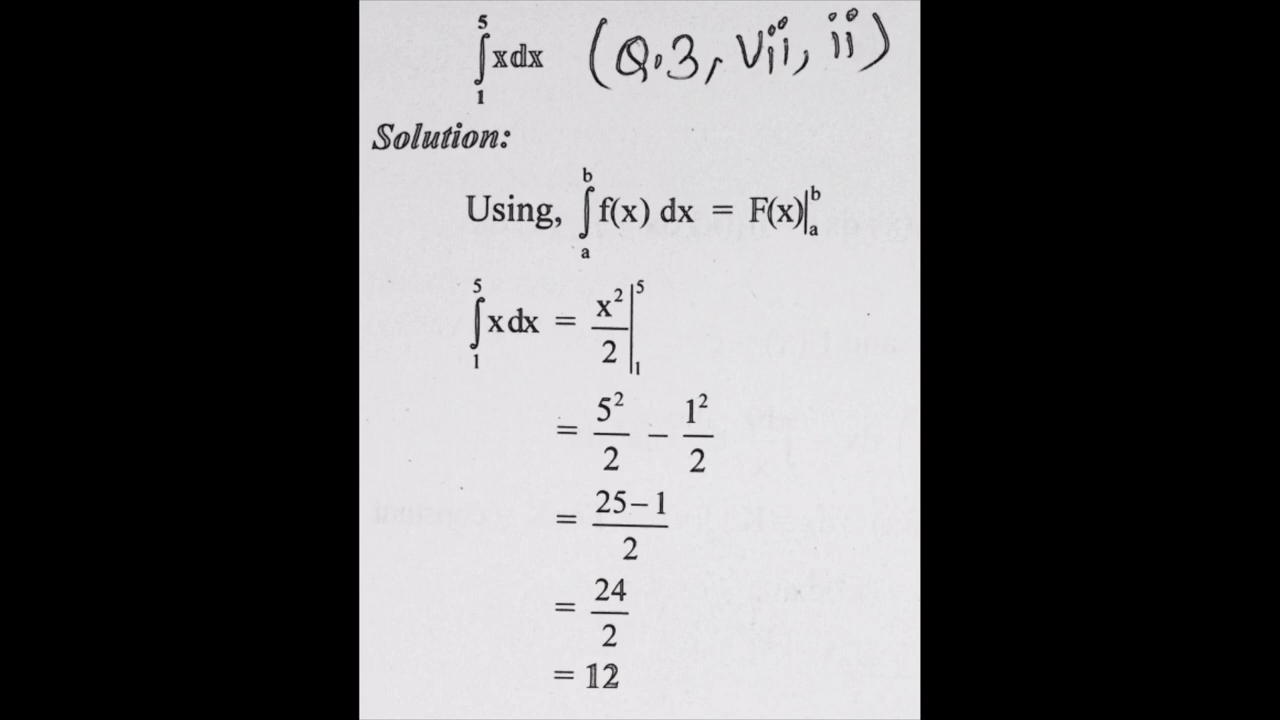 ∫₁⁵ x dx (Q.3, vii, ii)
Solution:
Using, ∫ₐᵇ f(x) dx = F(x)|ₐᵇ
∫₁⁵ x dx = x²/2 |₁⁵
= 5²/2 − 1²/2
= 25−1/2
= 24/2
= 12